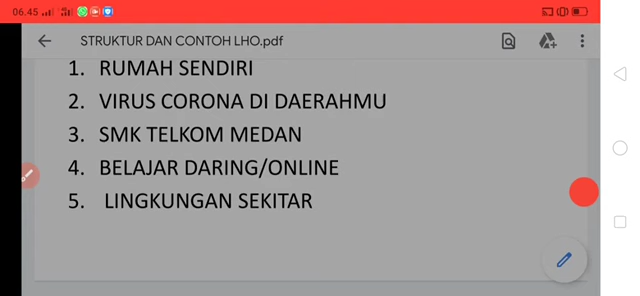 06.45
STRUKTUR DAN CONTOH LHO.pdf
1. RUMAH SENDIRI
2. VIRUS CORONA DI DAERAHMU
3. SMK TELKOM MEDAN
4. BELAJAR DARING/ONLINE
5. LINGKUNGAN SEKITAR